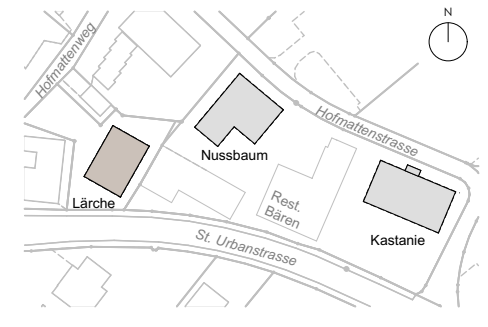 N
Hofmattenweg
Hofmattenstrasse
Nussbaum
Lärche
Rest.
Bären
Kastanie
St. Urbanstrasse